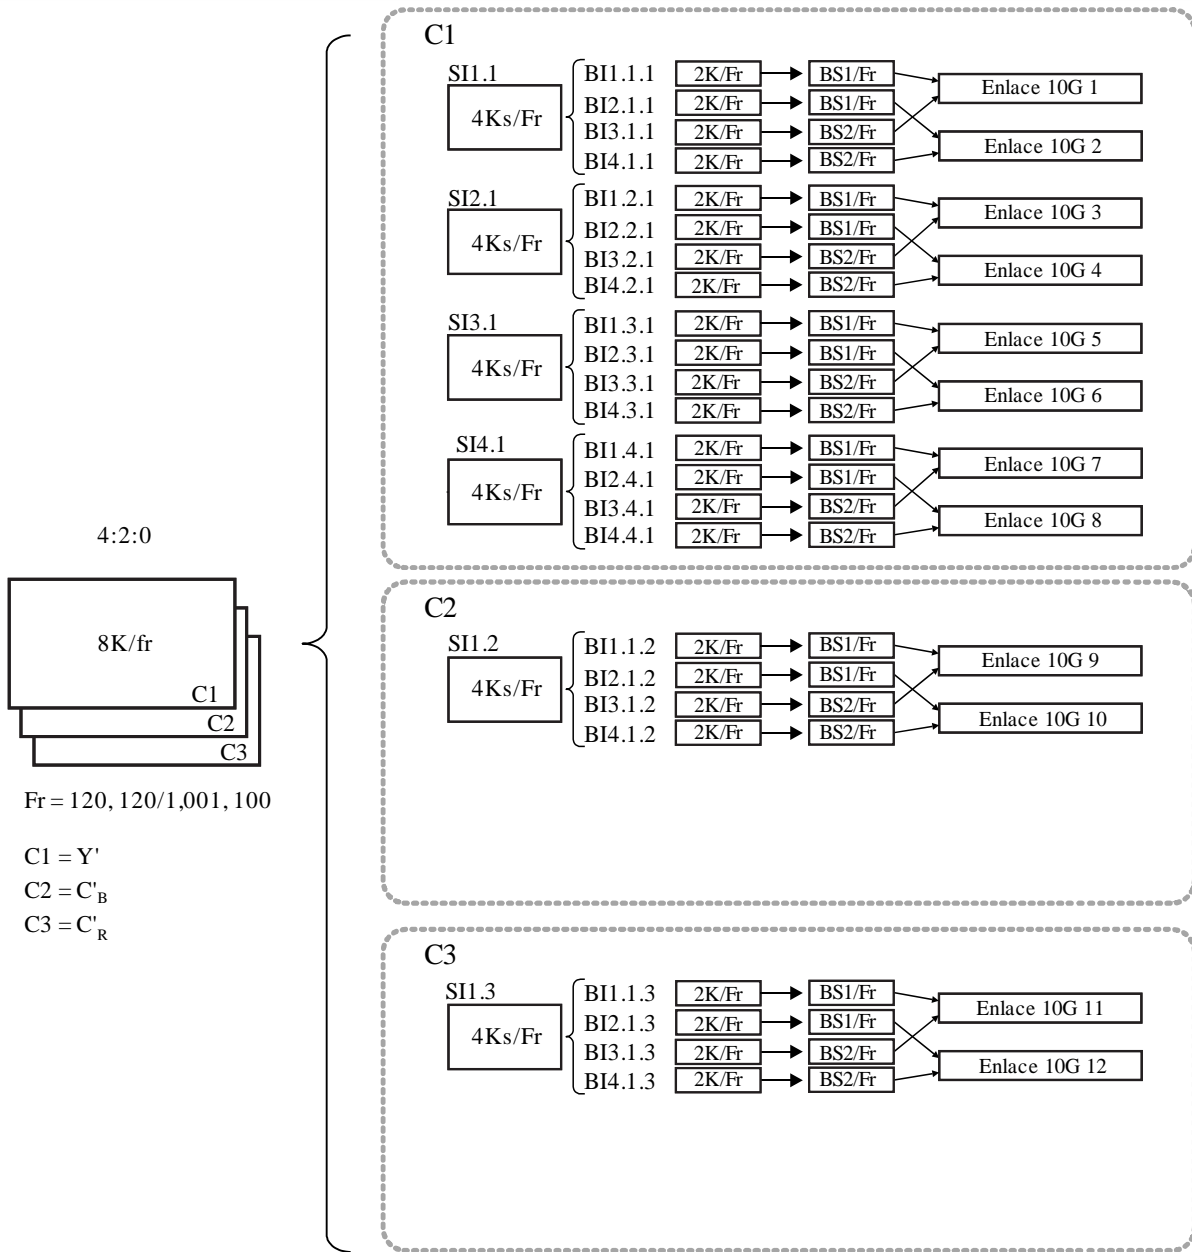 4:2:0
8K/fr
C1
C2
C3
Fr = 120, 120/1,001, 100
C1 = Y'
C2 = C'B
C3 = C'R
C1
SI1.1
4Ks/Fr
BI1.1.1 2K/Fr BS1/Fr
BI2.1.1 2K/Fr BS1/Fr
BI3.1.1 2K/Fr BS2/Fr
BI4.1.1 2K/Fr BS2/Fr
Enlace 10G 1
Enlace 10G 2
SI2.1
4Ks/Fr
BI1.2.1 2K/Fr BS1/Fr
BI2.2.1 2K/Fr BS1/Fr
BI3.2.1 2K/Fr BS2/Fr
BI4.2.1 2K/Fr BS2/Fr
Enlace 10G 3
Enlace 10G 4
SI3.1
4Ks/Fr
BI1.3.1 2K/Fr BS1/Fr
BI2.3.1 2K/Fr BS1/Fr
BI3.3.1 2K/Fr BS2/Fr
BI4.3.1 2K/Fr BS2/Fr
Enlace 10G 5
Enlace 10G 6
SI4.1
4Ks/Fr
BI1.4.1 2K/Fr BS1/Fr
BI2.4.1 2K/Fr BS1/Fr
BI3.4.1 2K/Fr BS2/Fr
BI4.4.1 2K/Fr BS2/Fr
Enlace 10G 7
Enlace 10G 8
C2
SI1.2
4Ks/Fr
BI1.1.2 2K/Fr BS1/Fr
BI2.1.2 2K/Fr BS1/Fr
BI3.1.2 2K/Fr BS2/Fr
BI4.1.2 2K/Fr BS2/Fr
Enlace 10G 9
Enlace 10G 10
C3
SI1.3
4Ks/Fr
BI1.1.3 2K/Fr BS1/Fr
BI2.1.3 2K/Fr BS1/Fr
BI3.1.3 2K/Fr BS2/Fr
BI4.1.3 2K/Fr BS2/Fr
Enlace 10G 11
Enlace 10G 12